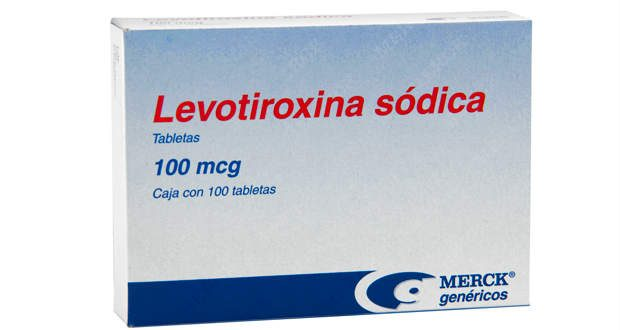 Levotiroxina sódica
Tabletas
100 mcg
Caja con 100 tabletas
MERCK®
genéricos